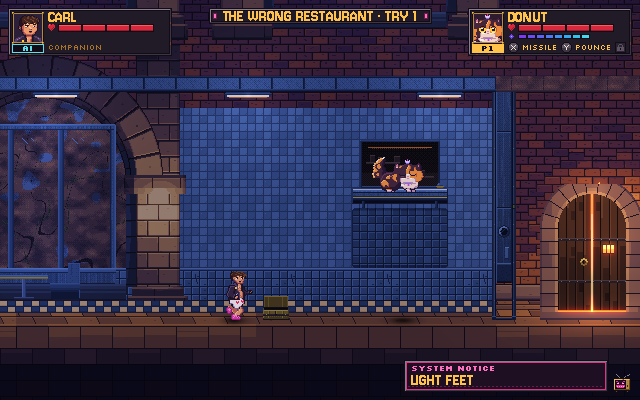 CARL
AI
COMPANION
THE WRONG RESTAURANT · TRY 1
DONUT
P1
X MISSILE Y POUNCE
SYSTEM NOTICE
LIGHT FEET